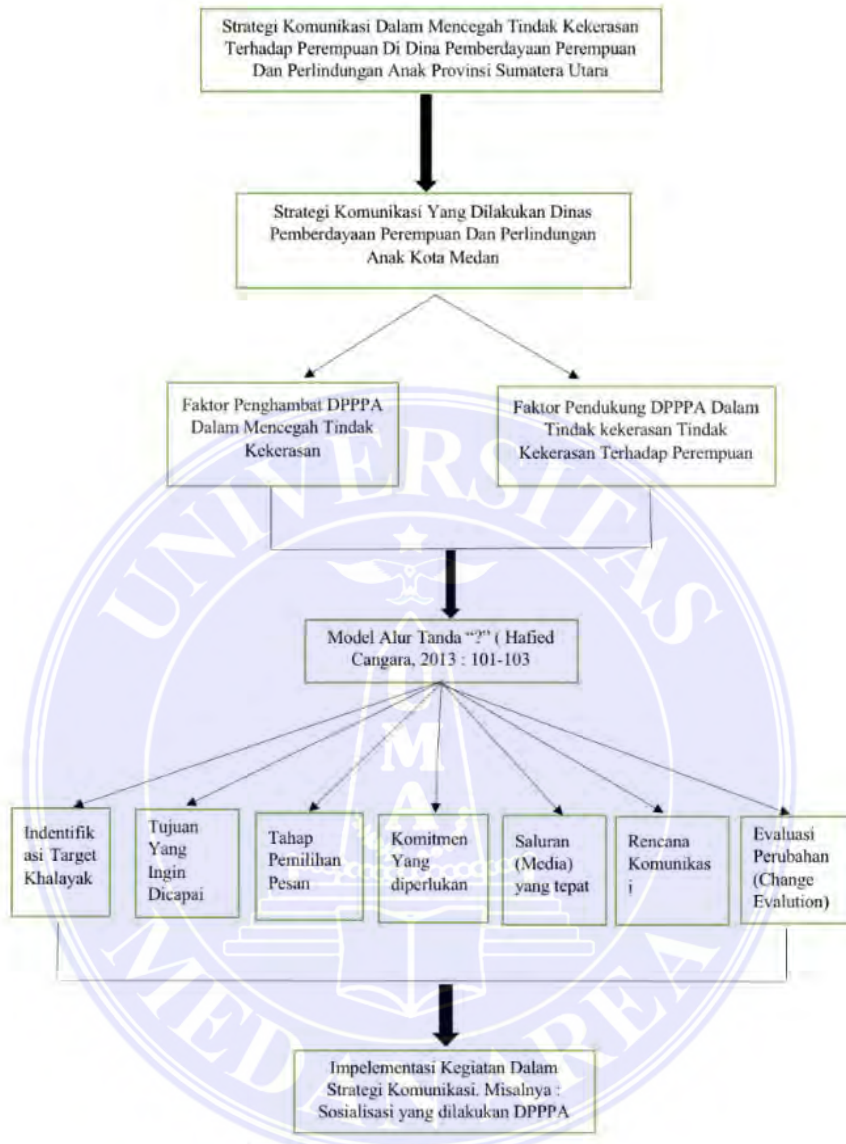 Strategi Komunikasi Dalam Mencegah Tindak Kekerasan
Terhadap Perempuan Di Dina Pemberdayaan Perempuan
Dan Perlindungan Anak Provinsi Sumatera Utara
Strategi Komunikasi Yang Dilakukan Dinas
Pemberdayaan Perempuan Dan Perlindungan
Anak Kota Medan
Faktor Penghambat DPPPA
Dalam Mencegah Tindak
Kekerasan
Faktor Pendukung DPPPA Dalam
Tindak kekerasan Tindak
Kekerasan Terhadap Perempuan
Model Alur Tanda “?” ( Hafied
Cangara, 2013 : 101-103
Indentifik
asi Target
Khalayak
Tujuan
Yang
Ingin
Dicapai
Tahap
Pemilihan
Pesan
Komitmen
Yang
diperlukan
Saluran
(Media)
yang tepat
Rencana
Komunikas
i
Evaluasi
Perubahan
(Change
Evalution)
Impelementasi Kegiatan Dalam
Strategi Komunikasi. Misalnya :
Sosialisasi yang dilakukan DPPPA
UNIVERSITAS
UMA
MEDAN AREA